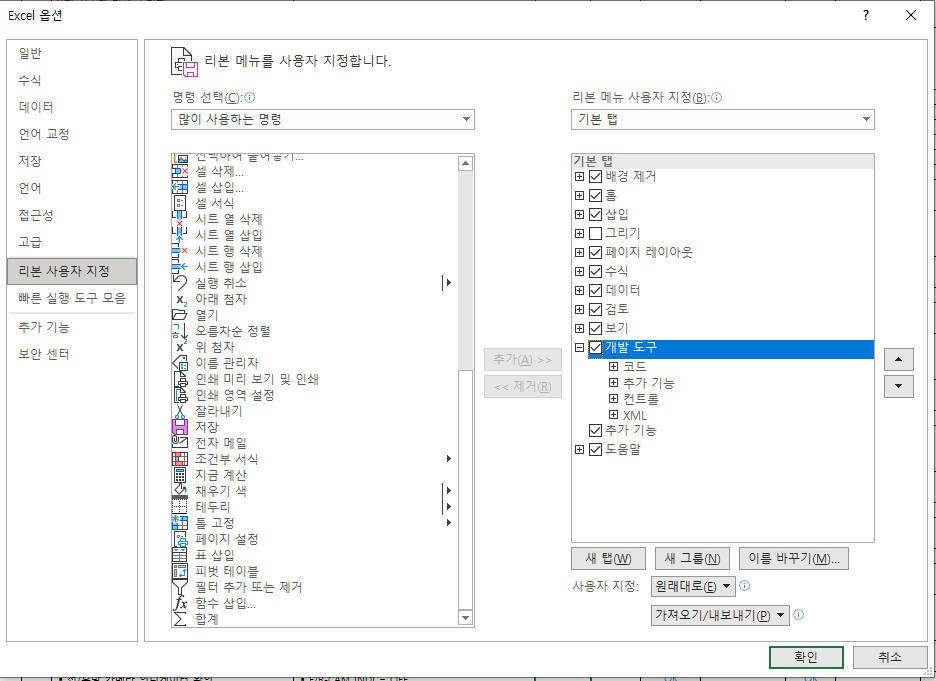 Excel 옵션
?
일반
수식
데이터
언어 교정
저장
언어
접근성
고급
리본 사용자 지정
빠른 실행 도구 모음
추가 기능
보안 센터
리본 메뉴를 사용자 지정합니다.
명령 선택(C):
많이 사용하는 명령
선택하여 붙여넣기...
셀 삭제...
셀 삽입...
셀 서식
시트 열 삭제
시트 열 삽입
시트 행 삭제
시트 행 삽입
실행 취소
아래 첨자
열기
오름차순 정렬
위 첨자
이름 관리자
인쇄 미리 보기 및 인쇄
인쇄 영역 설정
잘라내기
저장
전자 메일
조건부 서식
지금 계산
채우기 색
테두리
틀 고정
페이지 설정
표 삽입
피벗 테이블
필터 추가 또는 제거
함수 삽입...
합계
추가(A) >>
<< 제거(R)
리본 메뉴 사용자 지정(B):
기본 탭
기본 탭
배경 제거
홈
삽입
그리기
페이지 레이아웃
수식
데이터
검토
보기
개발 도구
코드
추가 기능
컨트롤
XML
추가 기능
도움말
새 탭(W)
새 그룹(N)
이름 바꾸기(M)...
사용자 지정:
원래대로(E)
가져오기/내보내기(P)
확인
취소